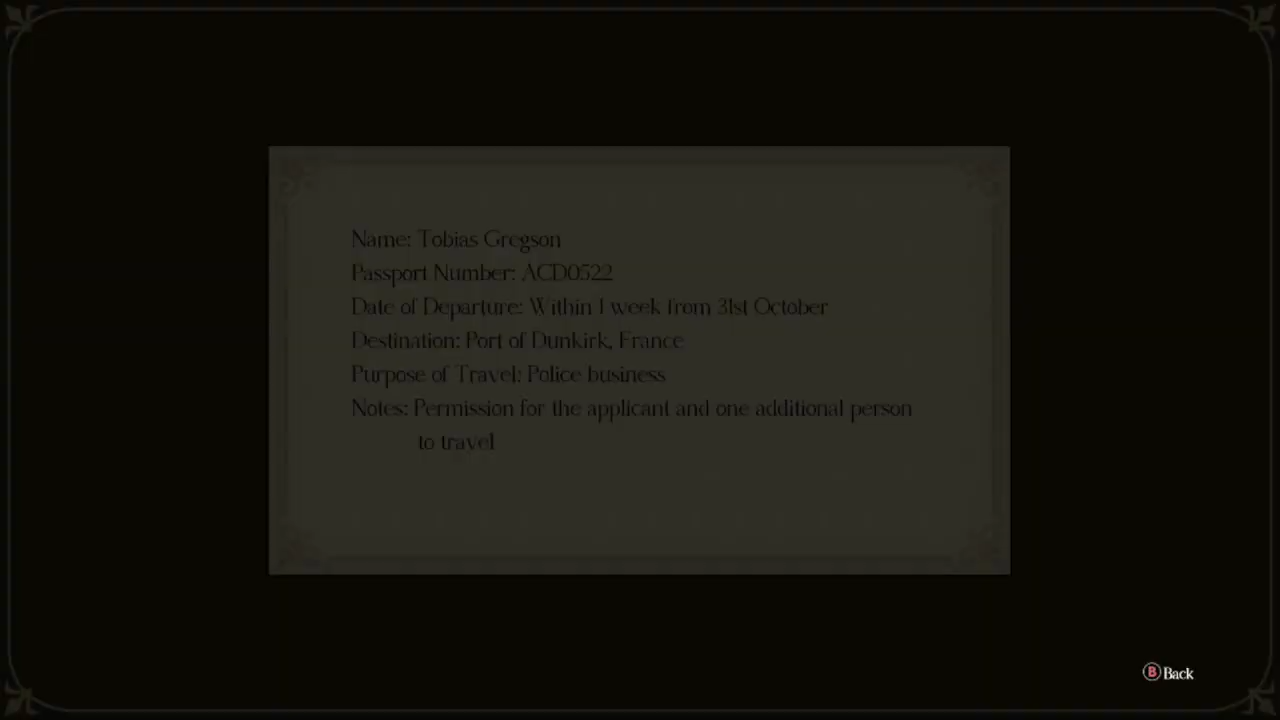 Name: Tobias Gregson
Passport Number: ACD0522
Date of Departure: Within 1 week from 31st October
Destination: Port of Dunkirk, France
Purpose of Travel: Police business
Notes: Permission for the applicant and one additional person
to travel
B Back